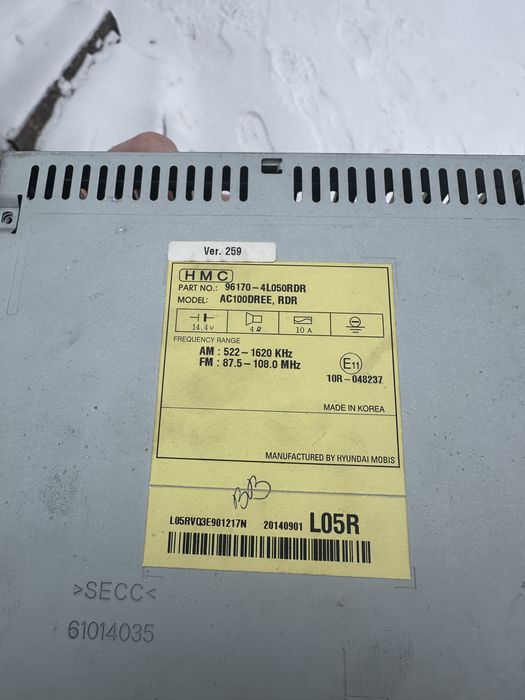 Ver. 259
HMC
PART NO.: 96170-4L050RDR
MODEL: AC100DREE, RDR
14.4V 4Ω 10 A
FREQUENCY RANGE
AM : 522-1620 KHz
FM : 87.5-108.0 MHz
E11
10R-048237
MADE IN KOREA
MANUFACTURED BY HYUNDAI MOBIS
L05RVQ3E901217N 20140901 L05R
>SECC<
61014035